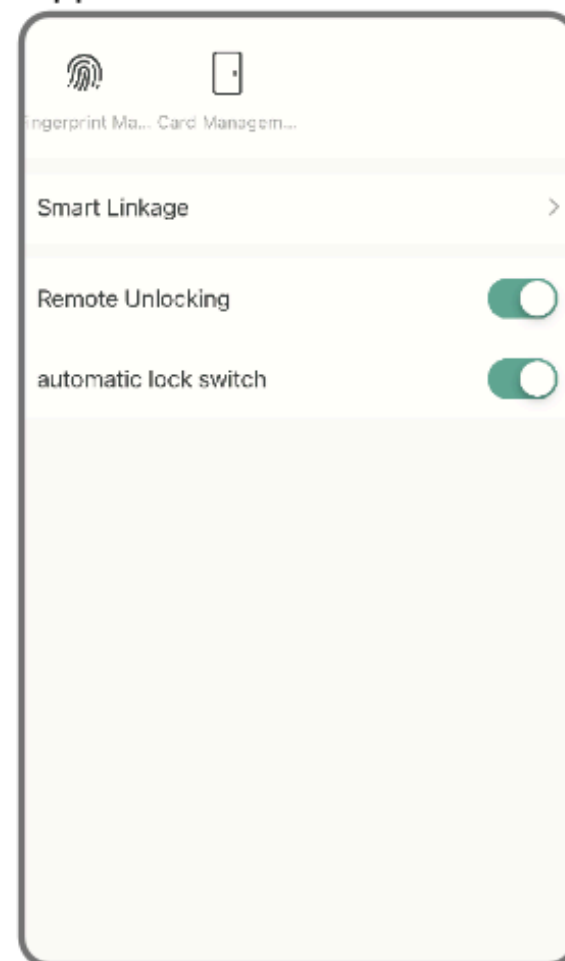 ingerprint Ma... Card Managem...
Smart Linkage
Remote Unlocking
automatic lock switch